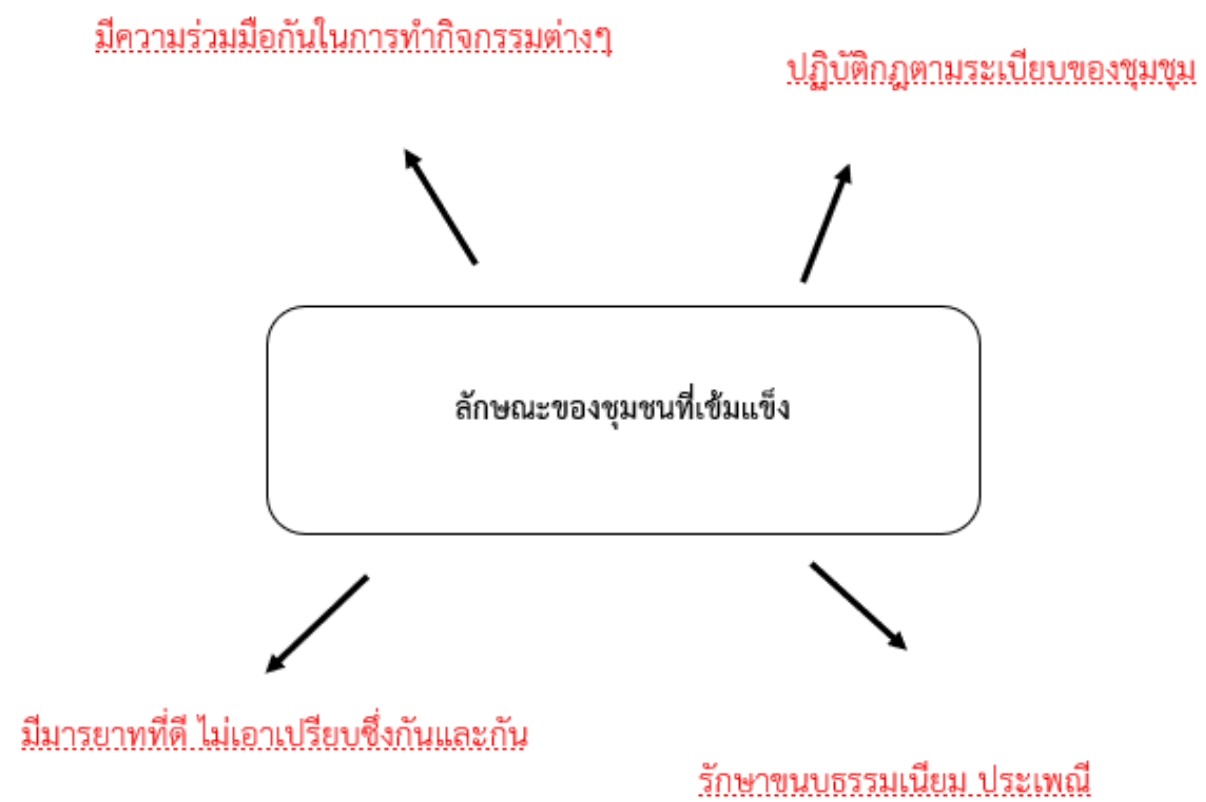 มีความร่วมมือกันในการทำกิจกรรมต่างๆ
ปฏิบัติกฎตามระเบียบของชุมชุม
ลักษณะของชุมชนที่เข้มแข็ง
มีมารยาทที่ดี ไม่เอาเปรียบซึ่งกันและกัน
รักษาขนบธรรมเนียม ประเพณี